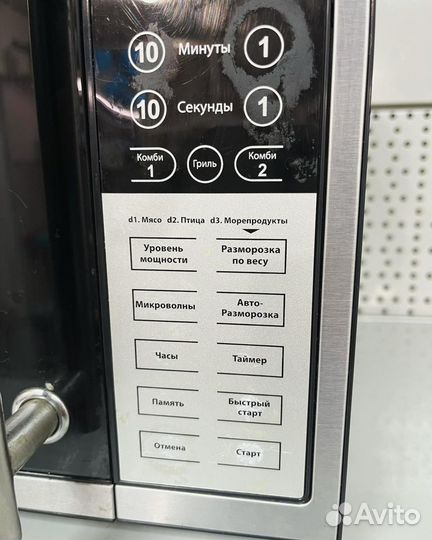 10 Минуты 1
10 Секунды 1
Комби 1 Гриль Комби 2
d1. Мясо d2. Птица d3. Морепродукты
Уровень мощности
Разморозка по весу
Микроволны
Авто-Разморозка
Часы
Таймер
Память
Быстрый старт
Отмена
Старт
Avito